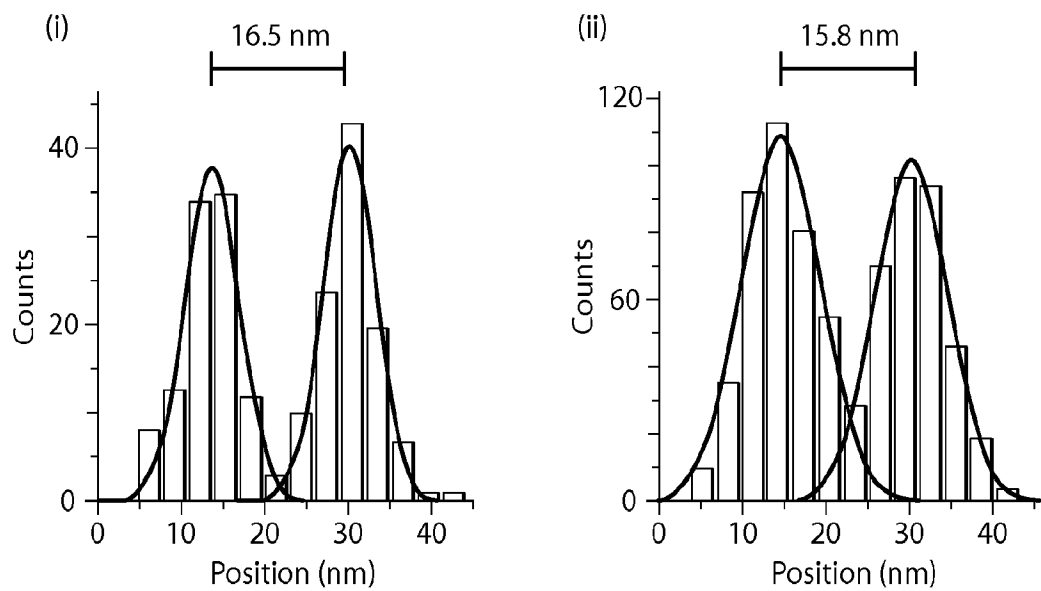 (i)
16.5 nm
40
20
0
Counts
0 10 20 30 40
Position (nm)
(ii)
15.8 nm
120
60
0
Counts
0 10 20 30 40
Position (nm)